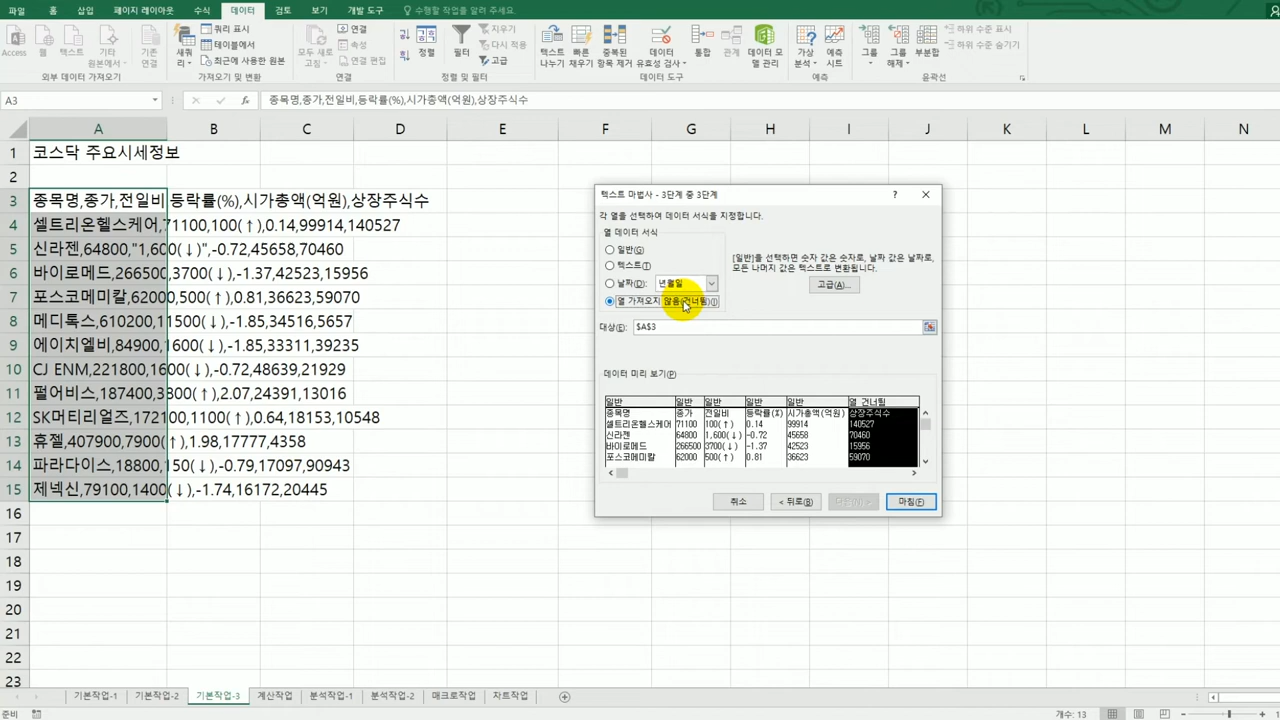 파일 홈 삽입 페이지 레이아웃 수식 데이터 검토 보기 개발 도구 수행할 작업을 알려 주세요.
Access 웹 텍스트 기타 원본에서 기존 연결
외부 데이터 가져오기
새 쿼리
쿼리 표시
테이블에서
최근에 사용한 원본
가져오기 및 변환
모두 새로 고침
연결
속성
연결 편집
연결
정렬 필터
지우기
다시 적용
고급
정렬 및 필터
텍스트 나누기 빠른 채우기 중복된 항목 제거 데이터 유효성 검사 통합 관계 데이터 모델 관리
데이터 도구
가상 분석 예측 시트
예측
그룹 그룹 해제 부분합
하위 수준 표시
하위 수준 숨기기
윤곽선
A3 fx 종목명,종가,전일비,등락률(%),시가총액(억원),상장주식수
A B C D E F G H I J K L M N
1 코스닥 주요시세정보
2
3 종목명,종가,전일비,등락률(%),시가총액(억원),상장주식수
4 셀트리온헬스케어,71100,100(↑),0.14,99914,140527
5 신라젠,64800,"1,600(↓)",-0.72,45658,70460
6 바이로메드,266500,3700(↓),-1.37,42523,15956
7 포스코메미칼,62000,500(↑),0.81,36623,59070
8 메디톡스,610200,11500(↓),-1.85,34516,5657
9 에이치엘비,84900,1600(↓),-1.85,33311,39235
10 CJ ENM,221800,1600(↓),-0.72,48639,21929
11 펄어비스,187400,3800(↑),2.07,24391,13016
12 SK머티리얼즈,172100,1100(↑),0.64,18153,10548
13 휴젤,407900,7900(↑),1.98,17777,4358
14 파라다이스,18800,150(↓),-0.79,17097,90943
15 제넥신,79100,1400(↓),-1.74,16172,20445
16
17
18
19
20
21
22
23
텍스트 마법사 - 3단계 중 3단계 ?
각 열을 선택하여 데이터 서식을 지정합니다.
열 데이터 서식
일반(G)
텍스트(T)
날짜(D): 년월일
열 가져오지 않음(건너뜀)(I)
[일반]을 선택하면 숫자 값은 숫자로, 날짜 값은 날짜로,
모든 나머지 값은 텍스트로 변환됩니다.
고급(A)...
대상(E): $A$3
데이터 미리 보기(P)
일반 일반 일반 일반 일반 열 건너뜀
종목명 종가 전일비 등락률(%) 시가총액(억원) 상장주식수
셀트리온헬스케어 71100 100(↑) 0.14 99914 140527
신라젠 64800 1,600(↓) -0.72 45658 70460
바이로메드 266500 3700(↓) -1.37 42523 15956
포스코메미칼 62000 500(↑) 0.81 36623 59070
취소 < 뒤로(B) 마침(F)
기본작업-1 기본작업-2 기본작업-3 계산작업 분석작업-1 분석작업-2 매크로작업 차트작업
준비 개수: 13